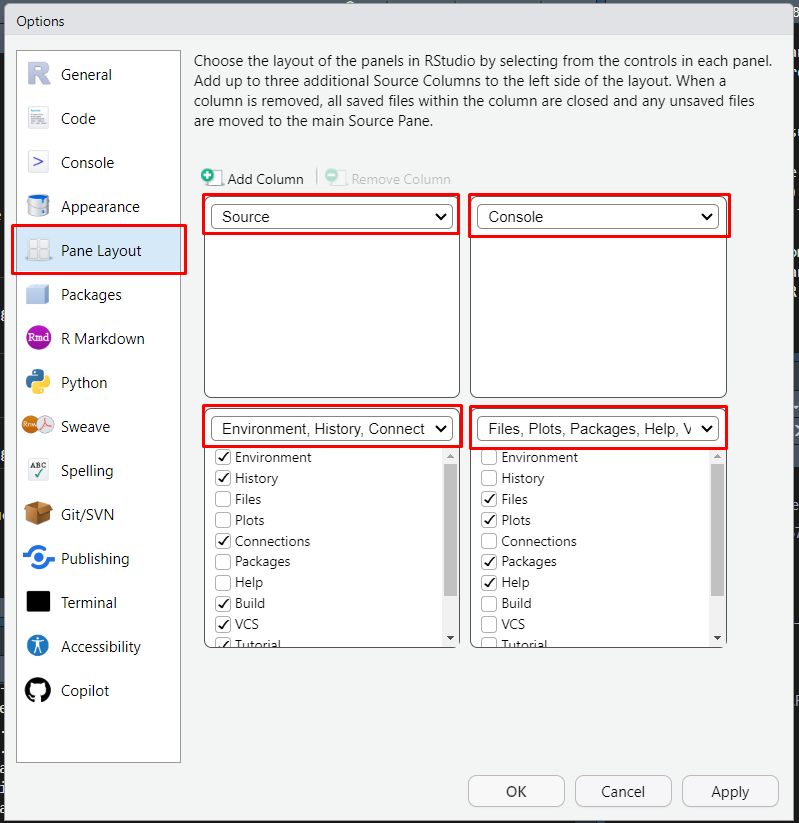 Options
General
Code
Console
Appearance
Pane Layout
Packages
Rmd
R Markdown
Python
Rnw
Sweave
ABC
Spelling
Git/SVN
Publishing
Terminal
Accessibility
Copilot
Choose the layout of the panels in RStudio by selecting from the controls in each panel.
Add up to three additional Source Columns to the left side of the layout. When a
column is removed, all saved files within the column are closed and any unsaved files
are moved to the main Source Pane.
Add Column
Remove Column
Source
Console
Environment, History, Connect
Environment
History
Files
Plots
Connections
Packages
Help
Build
VCS
Tutorial
Files, Plots, Packages, Help, V
Environment
History
Files
Plots
Connections
Packages
Help
Build
VCS
Tutorial
OK
Cancel
Apply